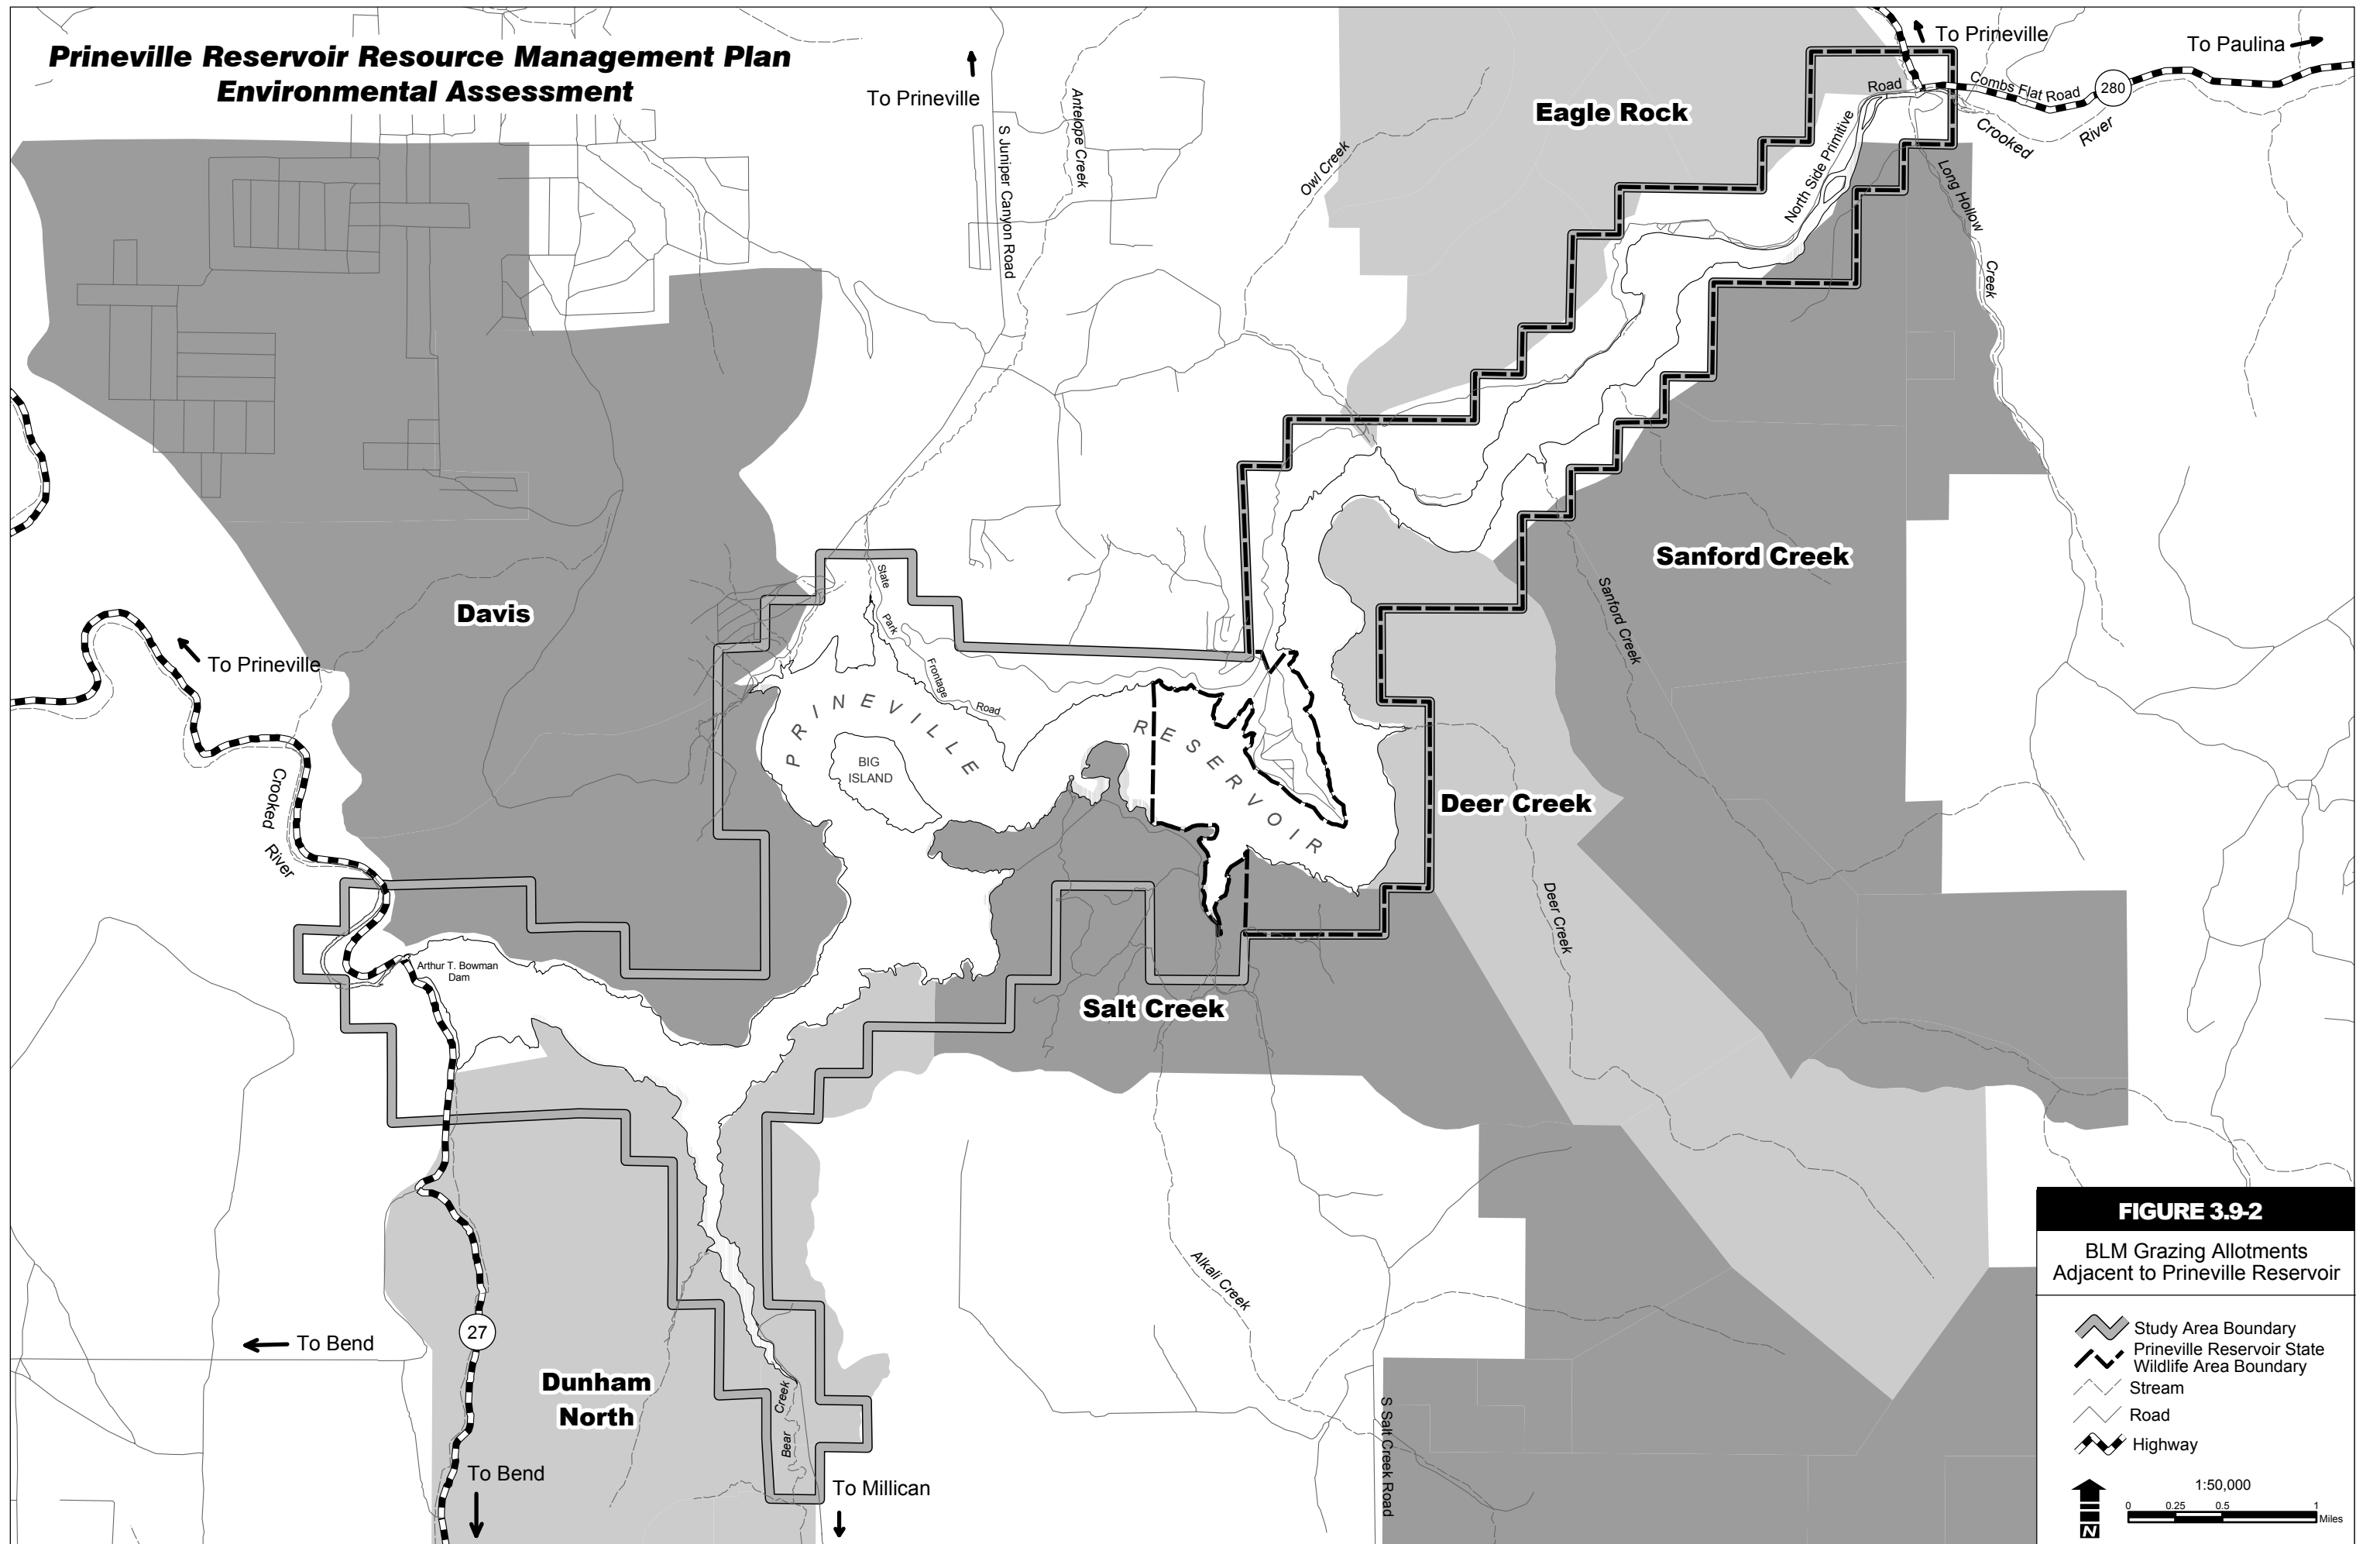 Prineville Reservoir Resource Management Plan
Environmental Assessment
To Prineville
To Prineville
To Paulina
S Juniper Canyon Road
Antelope Creek
Owl Creek
Eagle Rock
North Side Primitive
Road
Combs Flat Road
280
Crooked
River
Long Hollow
Creek
Sanford Creek
Sanford Creek
Davis
To Prineville
State
Park
Frontage
Road
PRINEVILLE
RESERVOIR
BIG
ISLAND
Deer Creek
Deer Creek
Crooked
River
Arthur T. Bowman
Dam
Salt Creek
Alkali Creek
S Salt Creek Road
27
To Bend
Dunham
North
Bear
Creek
To Bend
To Millican
FIGURE 3.9-2
BLM Grazing Allotments
Adjacent to Prineville Reservoir
Study Area Boundary
Prineville Reservoir State
Wildlife Area Boundary
Stream
Road
Highway
N
1:50,000
0 0.25 0.5 1
Miles